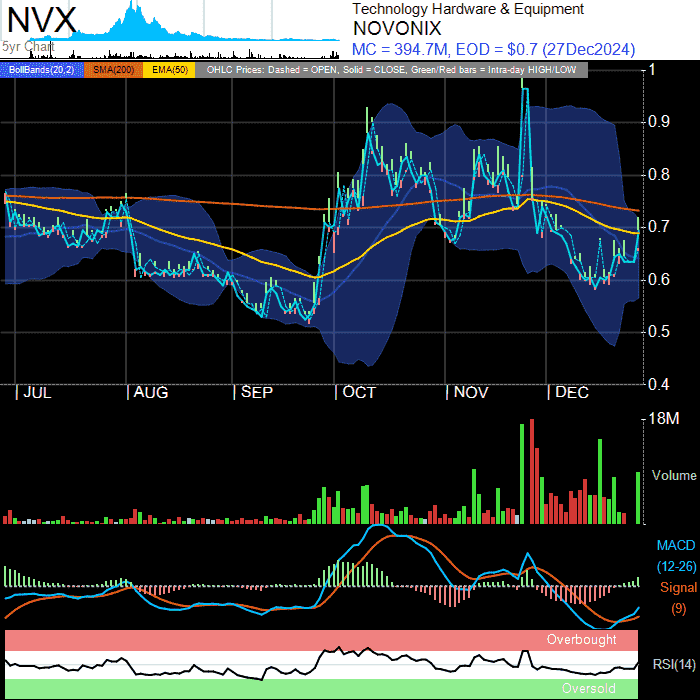 NVX
5yr Chart
Technology Hardware & Equipment
NOVONIX
MC = 394.7M, EOD = $0.7 (27Dec2024)
BollBands(20,2) SMA(200) EMA(50) OHLC Prices: Dashed = OPEN, Solid = CLOSE, Green/Red bars = Intra-day HIGH/LOW
1
0.9
0.8
0.7
0.6
0.5
0.4
| JUL | AUG | SEP | OCT | NOV | DEC
18M
Volume
MACD
(12-26)
Signal
(9)
Overbought
RSI(14)
Oversold